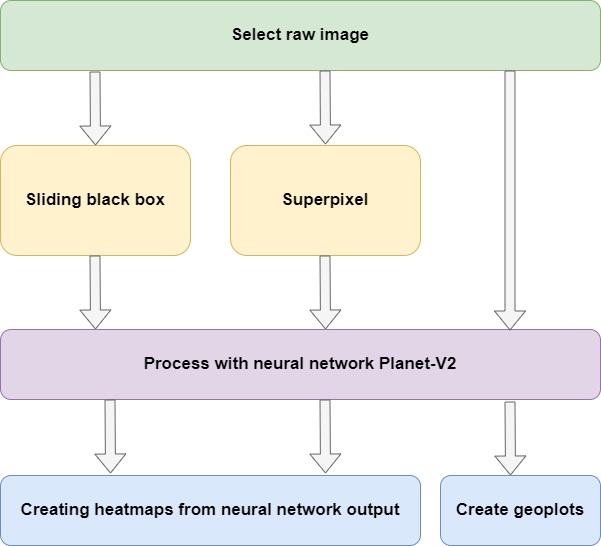 Select raw image
Sliding black box
Superpixel
Process with neural network Planet-V2
Creating heatmaps from neural network output
Create geoplots